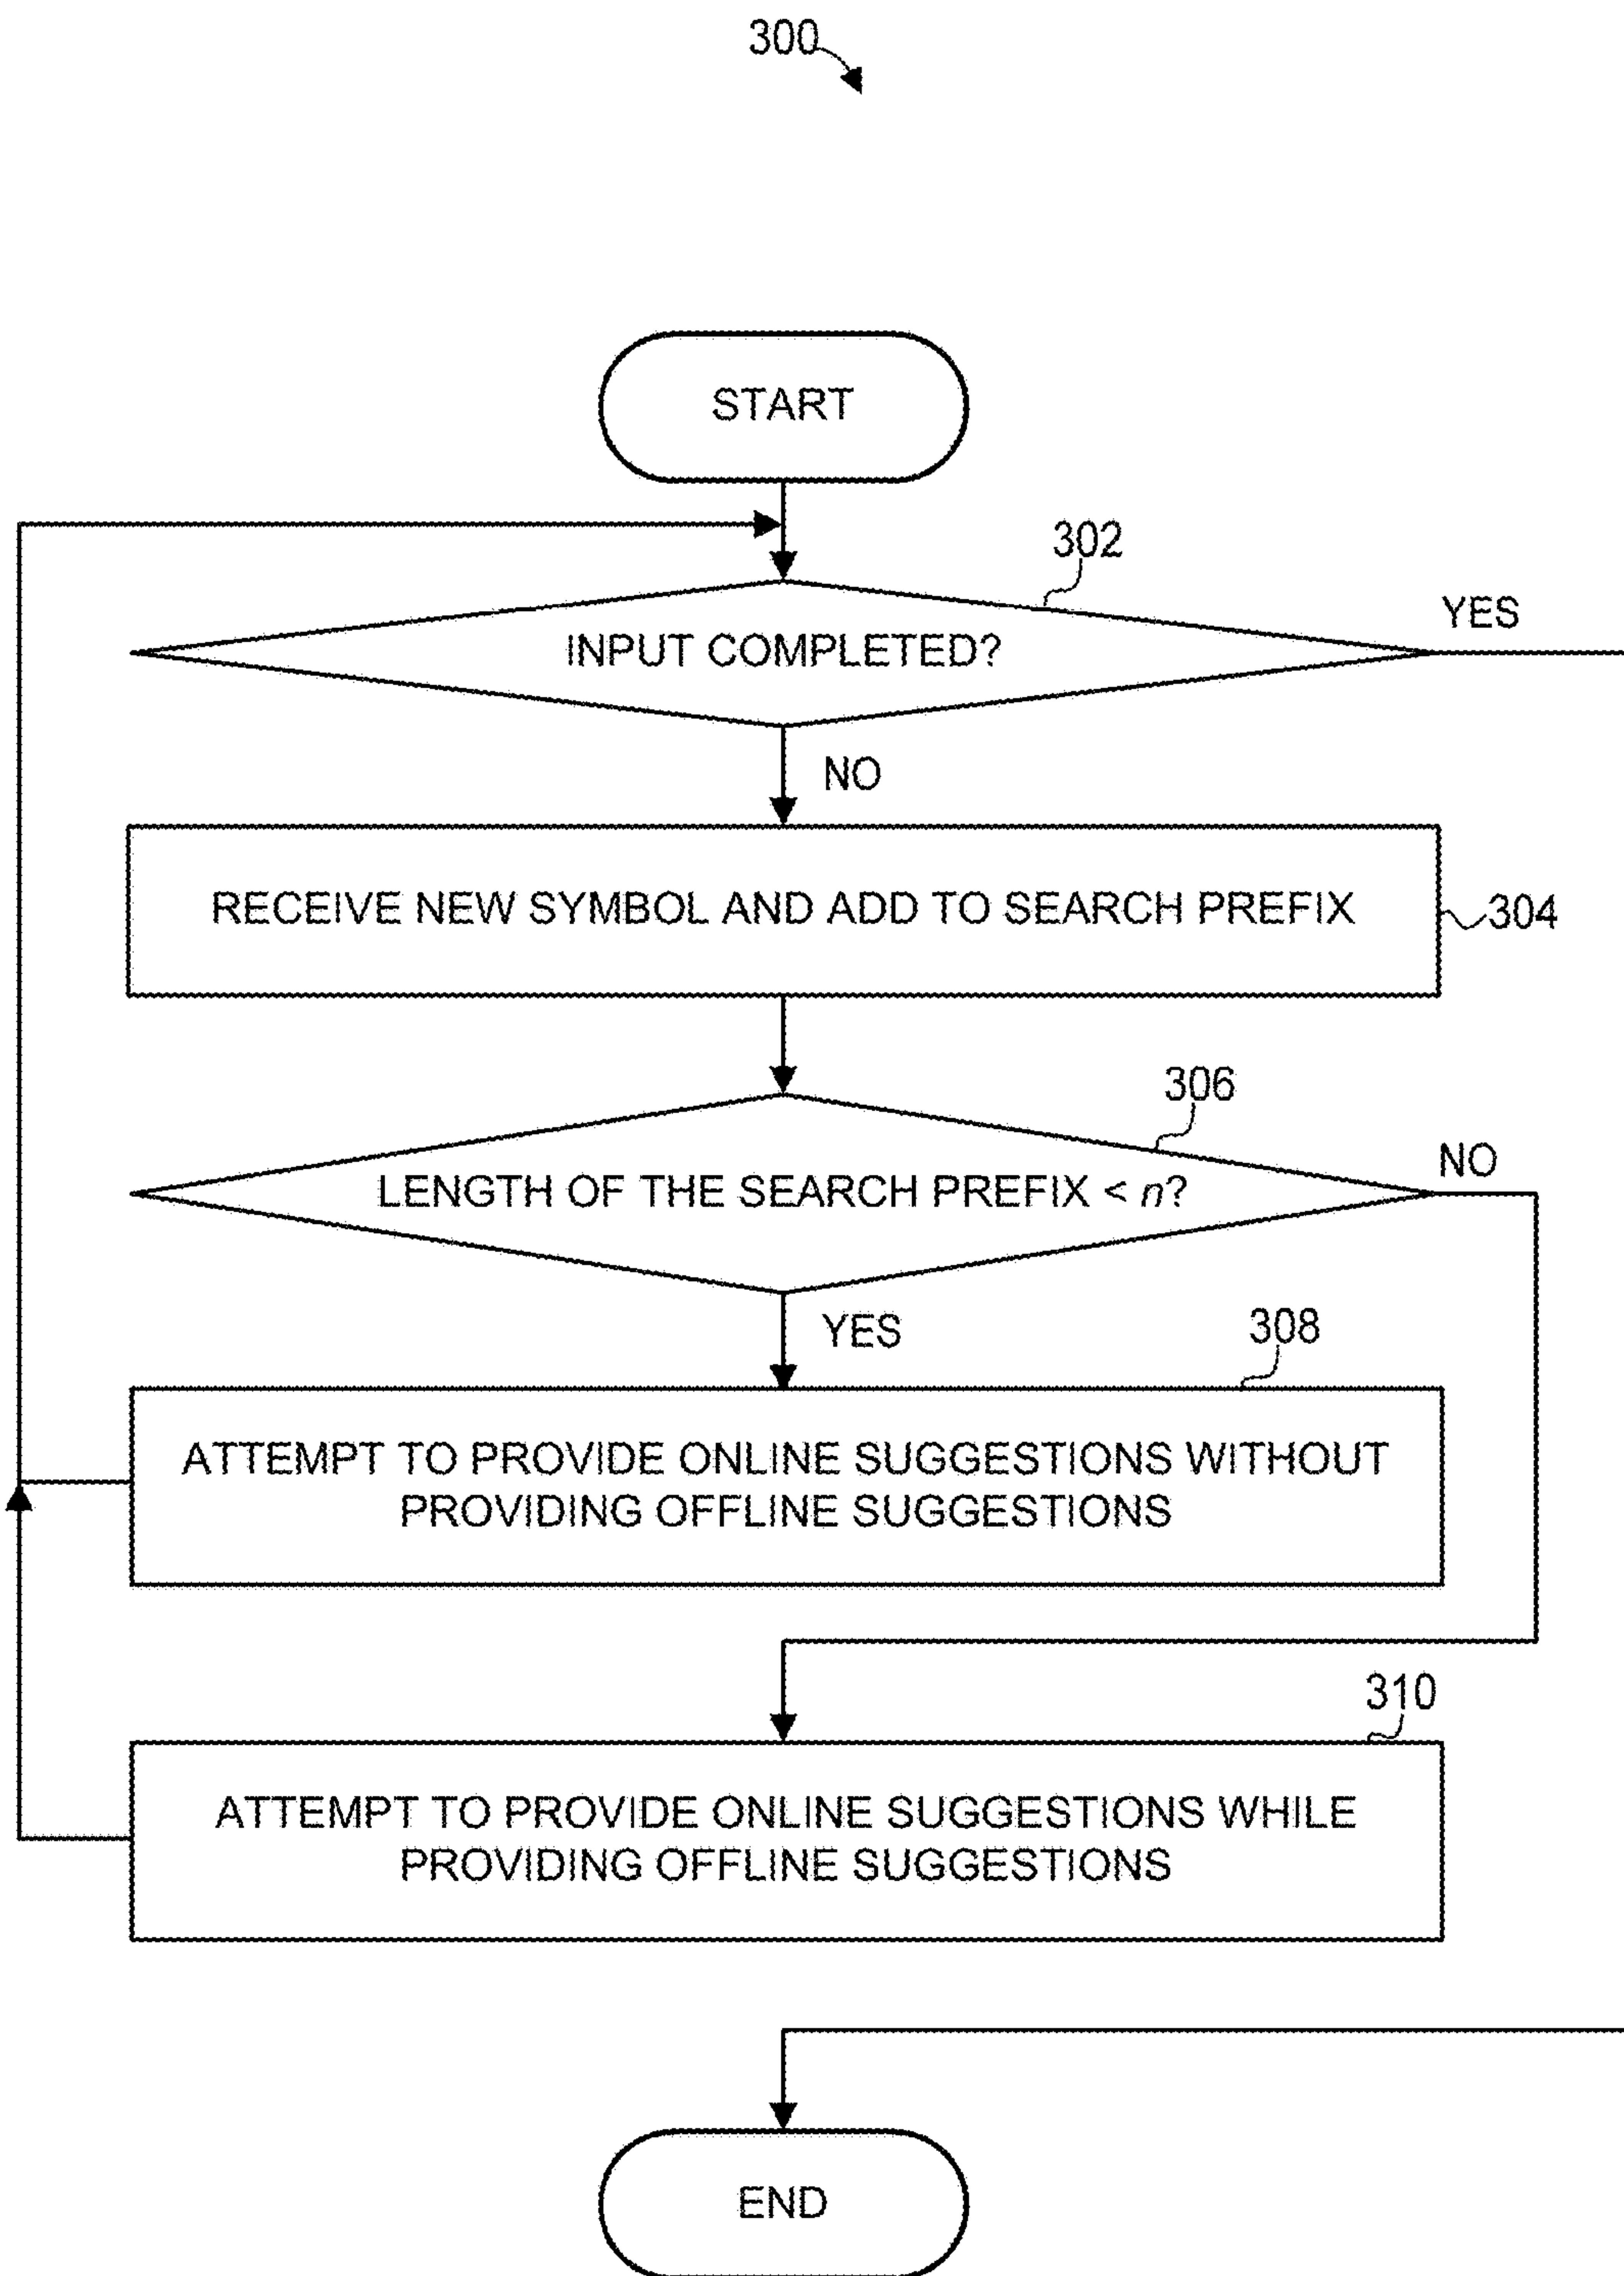 300
START
302
INPUT COMPLETED?
YES
NO
RECEIVE NEW SYMBOL AND ADD TO SEARCH PREFIX
304
306
LENGTH OF THE SEARCH PREFIX < n?
NO
YES
308
ATTEMPT TO PROVIDE ONLINE SUGGESTIONS WITHOUT
PROVIDING OFFLINE SUGGESTIONS
310
ATTEMPT TO PROVIDE ONLINE SUGGESTIONS WHILE
PROVIDING OFFLINE SUGGESTIONS
END